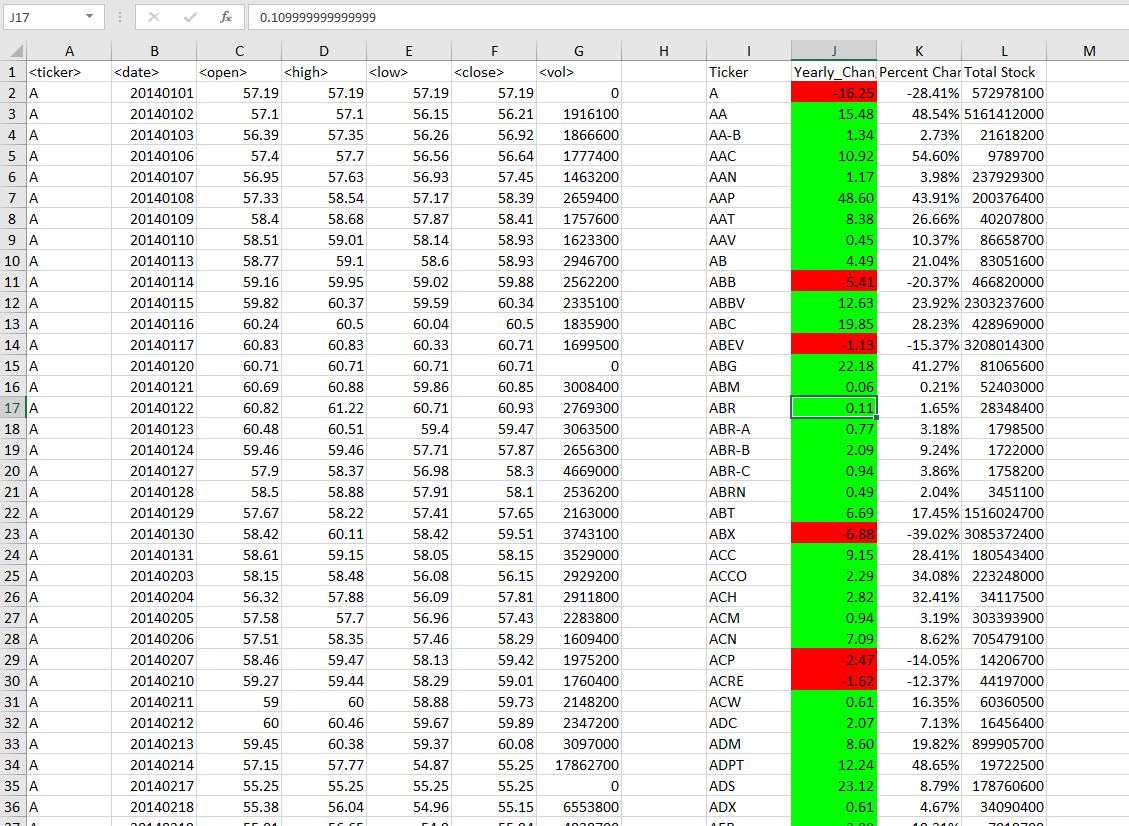 J17 fx 0.109999999999999
A B C D E F G H I J K L M
1 <ticker> <date> <open> <high> <low> <close> <vol> Ticker Yearly_Chan Percent Char Total Stock
2 A 20140101 57.19 57.19 57.19 57.19 0 A -16.25 -28.41% 572978100
3 A 20140102 57.1 57.1 56.15 56.21 1916100 AA 15.48 48.54% 5161412000
4 A 20140103 56.39 57.35 56.26 56.92 1866600 AA-B 1.34 2.73% 21618200
5 A 20140106 57.4 57.7 56.56 56.64 1777400 AAC 10.92 54.60% 9789700
6 A 20140107 56.95 57.63 56.93 57.45 1463200 AAN 1.17 3.98% 237929300
7 A 20140108 57.33 58.54 57.17 58.39 2659400 AAP 48.60 43.91% 200376400
8 A 20140109 58.4 58.68 57.87 58.41 1757600 AAT 8.38 26.66% 40207800
9 A 20140110 58.51 59.01 58.14 58.93 1623300 AAV 0.45 10.37% 86658700
10 A 20140113 58.77 59.1 58.6 58.93 2946700 AB 4.49 21.04% 83051600
11 A 20140114 59.16 59.95 59.02 59.88 2562200 ABB -5.41 -20.37% 466820000
12 A 20140115 59.82 60.37 59.59 60.34 2335100 ABBV 12.63 23.92% 2303237600
13 A 20140116 60.24 60.5 60.04 60.5 1835900 ABC 19.85 28.23% 428969000
14 A 20140117 60.83 60.83 60.33 60.71 1699500 ABEV -1.13 -15.37% 3208014300
15 A 20140120 60.71 60.71 60.71 60.71 0 ABG 22.18 41.27% 81065600
16 A 20140121 60.69 60.88 59.86 60.85 3008400 ABM 0.06 0.21% 52403000
17 A 20140122 60.82 61.22 60.71 60.93 2769300 ABR 0.11 1.65% 28348400
18 A 20140123 60.48 60.51 59.4 59.47 3063500 ABR-A 0.77 3.18% 1798500
19 A 20140124 59.46 59.46 57.71 57.87 2656300 ABR-B 2.09 9.24% 1722000
20 A 20140127 57.9 58.37 56.98 58.3 4669000 ABR-C 0.94 3.86% 1758200
21 A 20140128 58.5 58.88 57.91 58.1 2536200 ABRN 0.49 2.04% 3451100
22 A 20140129 57.67 58.22 57.41 57.65 2163000 ABT 6.69 17.45% 1516024700
23 A 20140130 58.42 60.11 58.42 59.51 3743100 ABX -6.88 -39.02% 3085372400
24 A 20140131 58.61 59.15 58.05 58.15 3529000 ACC 9.15 28.41% 180543400
25 A 20140203 58.15 58.48 56.08 56.15 2929200 ACCO 2.29 34.08% 223248000
26 A 20140204 56.32 57.88 56.09 57.81 2911800 ACH 2.82 32.41% 34117500
27 A 20140205 57.58 57.7 56.96 57.43 2283800 ACM 0.94 3.19% 303393900
28 A 20140206 57.51 58.35 57.46 58.29 1609400 ACN 7.09 8.62% 705479100
29 A 20140207 58.46 59.47 58.13 59.42 1975200 ACP -2.47 -14.05% 14206700
30 A 20140210 59.27 59.44 58.29 59.01 1760400 ACRE -1.62 -12.37% 44197000
31 A 20140211 59 60 58.88 59.73 2148200 ACW 0.61 16.35% 60360500
32 A 20140212 60 60.46 59.67 59.89 2347200 ADC 2.07 7.13% 16456400
33 A 20140213 59.45 60.38 59.37 60.08 3097000 ADM 8.60 19.82% 899905700
34 A 20140214 57.15 57.77 54.87 55.25 17862700 ADPT 12.24 48.65% 19722500
35 A 20140217 55.25 55.25 55.25 55.25 0 ADS 23.12 8.79% 178760600
36 A 20140218 55.38 56.04 54.96 55.15 6553800 ADX 0.61 4.67% 34090400